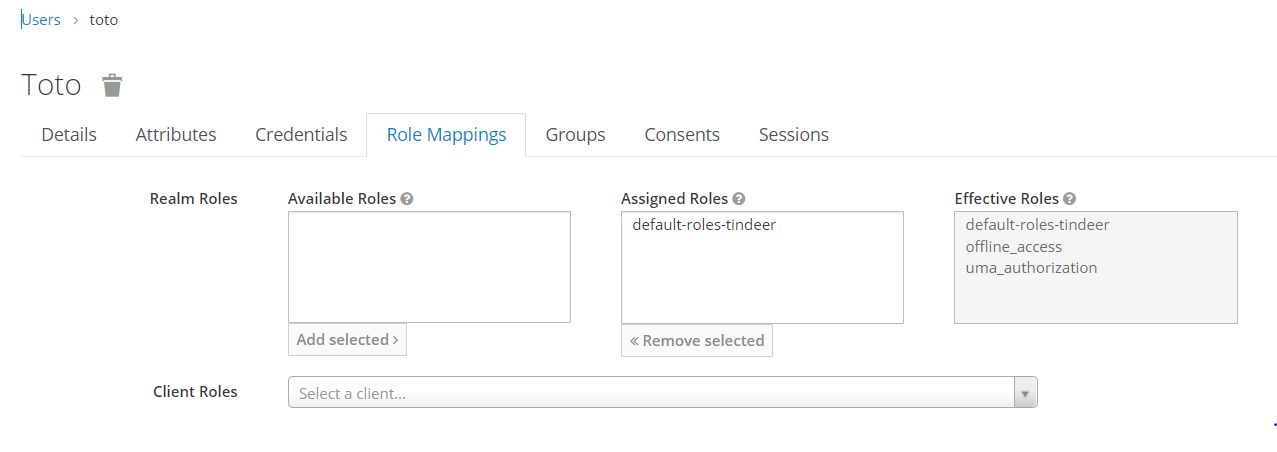 Users > toto
Toto
Details Attributes Credentials Role Mappings Groups Consents Sessions
Realm Roles Available Roles Assigned Roles Effective Roles
default-roles-tindeer default-roles-tindeer
offline_access
uma_authorization
Add selected > « Remove selected
Client Roles Select a client...